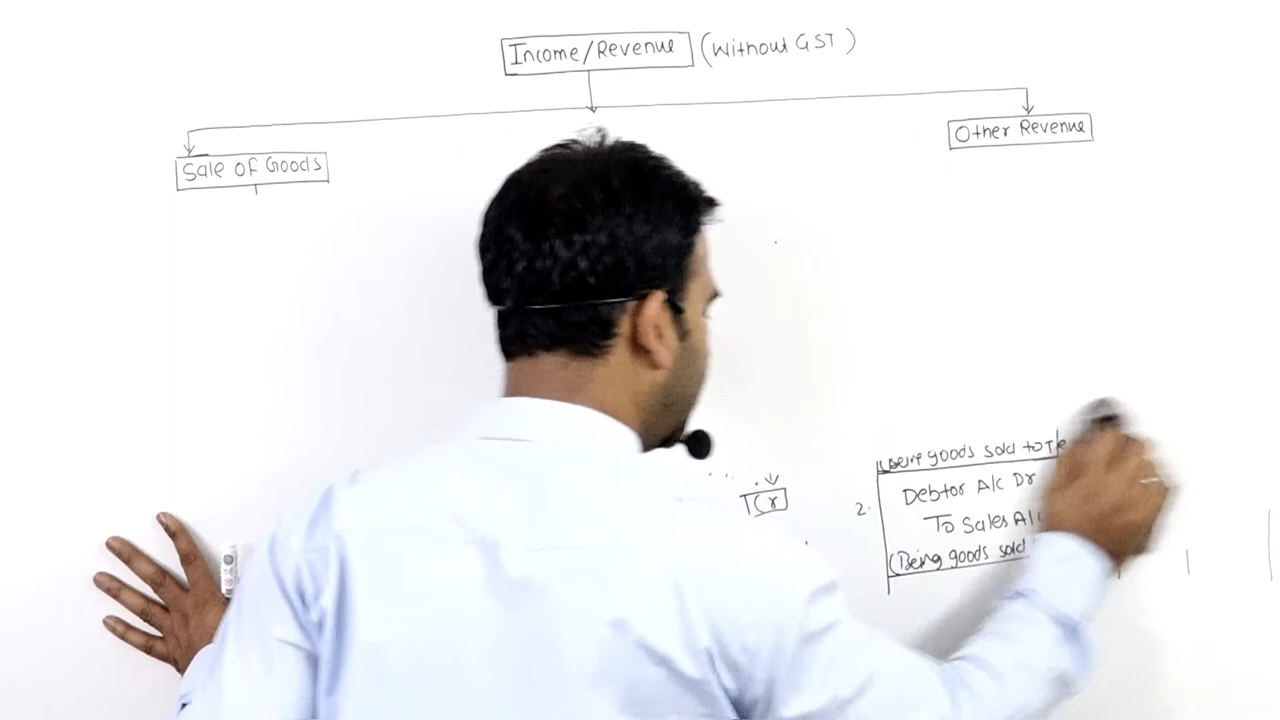 Income/Revenue (Without GST)
Sale of Goods
Other Revenue
(Being goods sold to
2.
Debtor A/c Dr
To Sales A/c
(Being goods sold